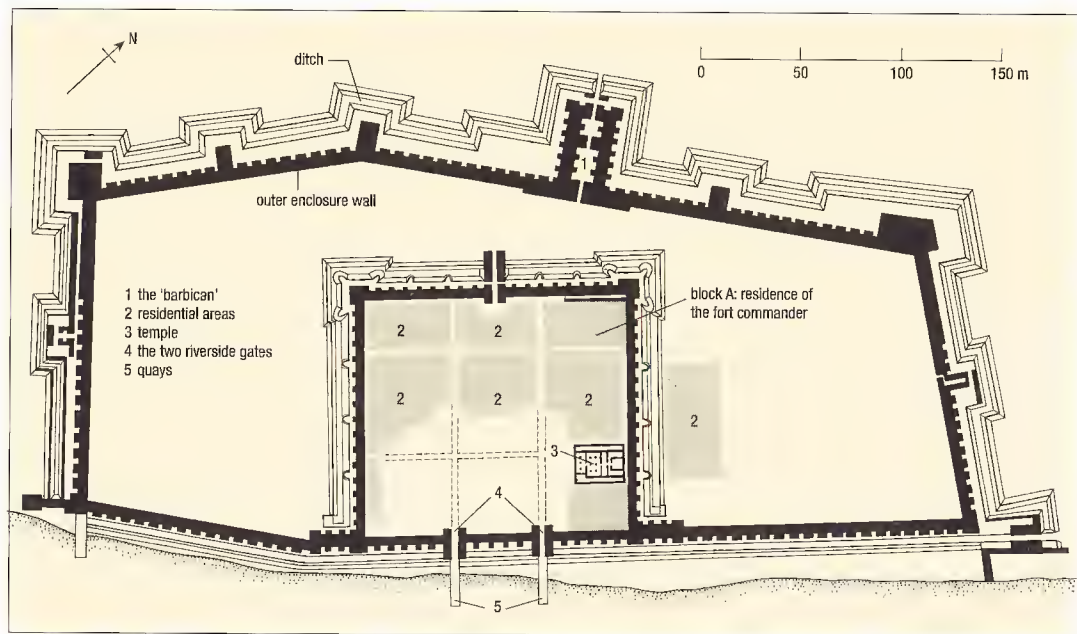 N
ditch
0 50 100 150 m
1
outer enclosure wall
1 the 'barbican'
2 residential areas
3 temple
4 the two riverside gates
5 quays
block A: residence of
the fort commander
2 2
2 2 2 2
3
4
5